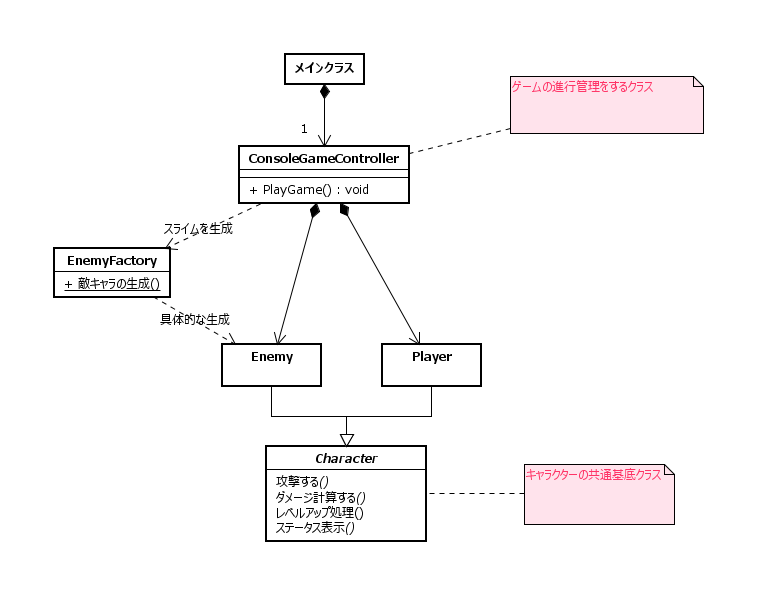 メインクラス
ゲームの進行管理をするクラス
1
ConsoleGameController
+ PlayGame() : void
スライムを生成
EnemyFactory
+ 敵キャラの生成()
具体的な生成
Enemy
Player
Character
攻撃する()
ダメージ計算する()
レベルアップ処理()
ステータス表示()
キャラクターの共通基底クラス